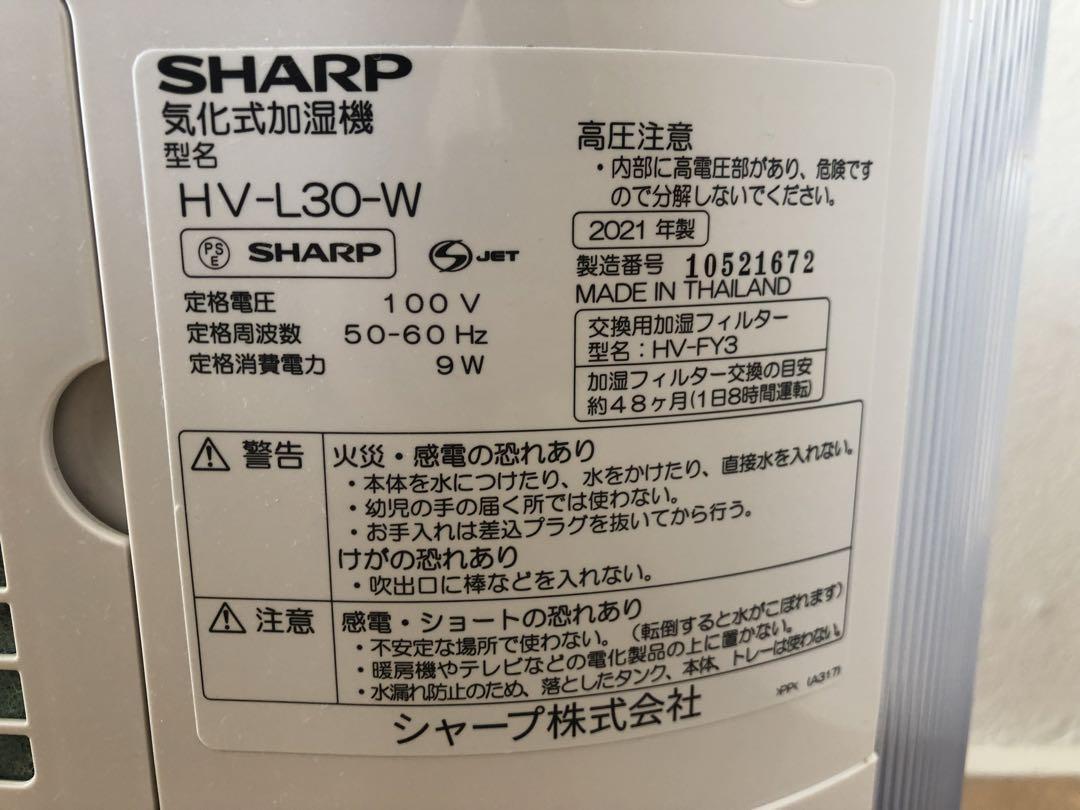 SHARP
気化式加湿機
型名
HV-L30-W
PS
E
SHARP
S JET
定格電圧 100 V
定格周波数 50-60 Hz
定格消費電力 9 W
高圧注意
・内部に高電圧部があり、危険です
ので分解しないでください。
2021 年製
製造番号 10521672
MADE IN THAILAND
交換用加湿フィルター
型名：HV-FY3
加湿フィルター交換の目安
約48ヶ月(1日8時間運転)
⚠ 警告
火災・感電の恐れあり
・本体を水につけたり、水をかけたり、直接水を入れない。
・幼児の手の届く所では使わない。
・お手入れは差込プラグを抜いてから行う。
けがの恐れあり
・吹出口に棒などを入れない。
⚠ 注意
感電・ショートの恐れあり
・不安定な場所で使わない。（転倒すると水がこぼれます）
・暖房機やテレビなどの電化製品の上に置かない。
・水漏れ防止のため、落としたタンク、本体、トレーは使わない。
>PP< (A317)
シャープ株式会社